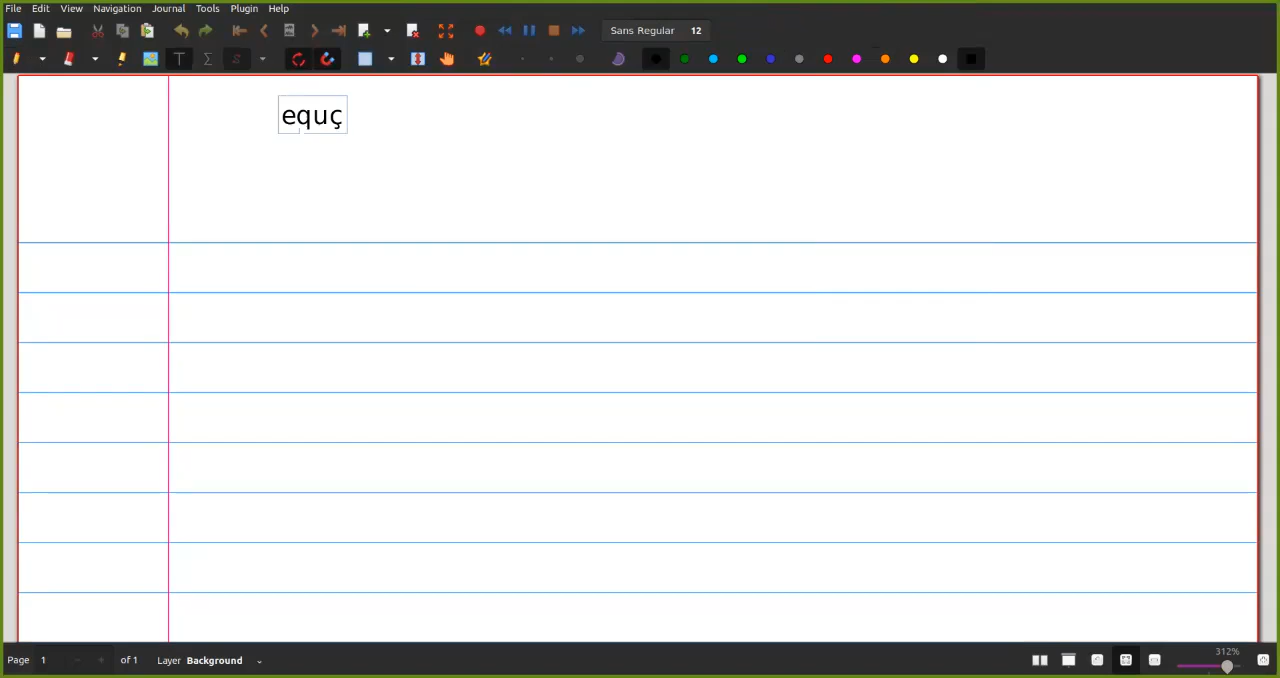 File Edit View Navigation Journal Tools Plugin Help
Sans Regular 12
equç
312%
Page 1 of 1 Layer Background